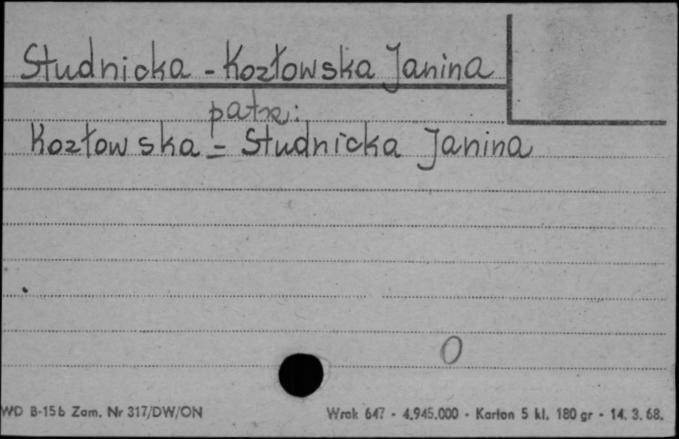 Studnicka - Kozłowska Janina
patrz:
Kozłowska - Studnicka Janina
0
WD B-15b Zam. Nr 317/DW/ON Wrak 647 - 4.945.000 - Karton 5 kl. 180 gr - 14. 3. 68.